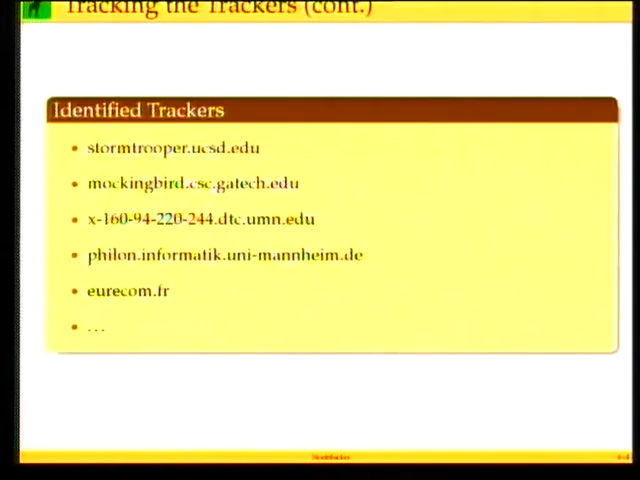 Tracking the Trackers (cont.)
Identified Trackers
stormtrooper.ucsd.edu
mockingbird.csc.gatech.edu
x-160-94-220-244.dtc.umn.edu
philon.informatik.uni-mannheim.de
eurecom.fr
...